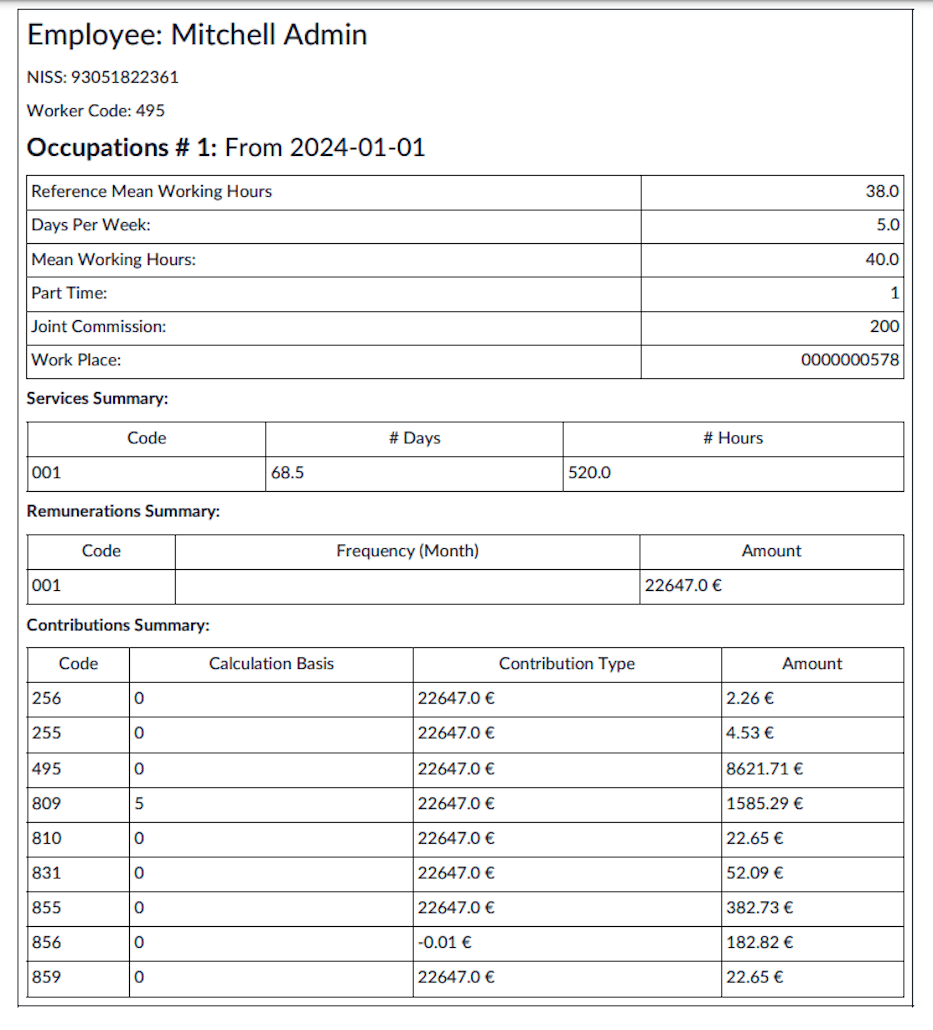 Employee: Mitchell Admin
NISS: 93051822361
Worker Code: 495
Occupations # 1: From 2024-01-01
Reference Mean Working Hours 38.0
Days Per Week: 5.0
Mean Working Hours: 40.0
Part Time: 1
Joint Commission: 200
Work Place: 0000000578
Services Summary:
Code # Days # Hours
001 68.5 520.0
Remunerations Summary:
Code Frequency (Month) Amount
001 22647.0 €
Contributions Summary:
Code Calculation Basis Contribution Type Amount
256 0 22647.0 € 2.26 €
255 0 22647.0 € 4.53 €
495 0 22647.0 € 8621.71 €
809 5 22647.0 € 1585.29 €
810 0 22647.0 € 22.65 €
831 0 22647.0 € 52.09 €
855 0 22647.0 € 382.73 €
856 0 -0.01 € 182.82 €
859 0 22647.0 € 22.65 €